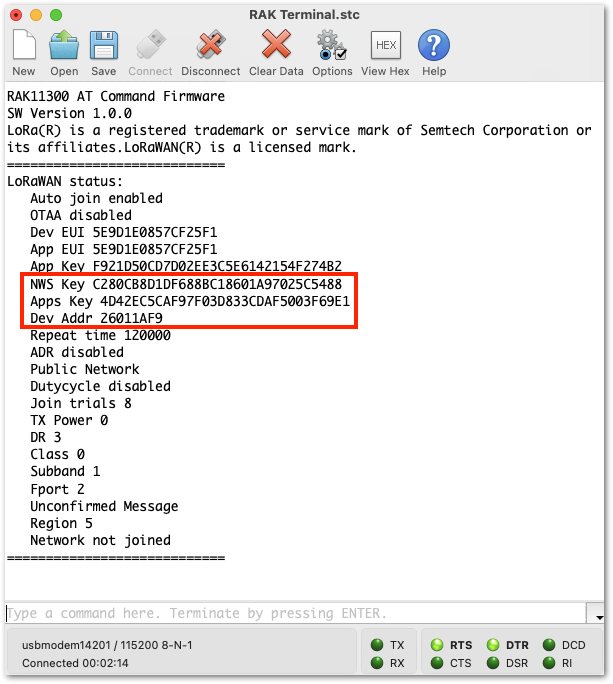 RAK Terminal.stc
New Open Save Connect Disconnect Clear Data Options HEX View Hex Help
RAK11300 AT Command Firmware
SW Version 1.0.0
LoRa(R) is a registered trademark or service mark of Semtech Corporation or
its affiliates.LoRaWAN(R) is a licensed mark.
============================
LoRaWAN status:
Auto join enabled
OTAA disabled
Dev EUI 5E9D1E0857CF25F1
App EUI 5E9D1E0857CF25F1
App Key F921D50CD7D02EE3C5E6142154F274B2
NWS Key C280CB8D1DF688BC18601A97025C5488
Apps Key 4D42EC5CAF97F03D833CDAF5003F69E1
Dev Addr 26011AF9
Repeat time 120000
ADR disabled
Public Network
Dutycycle disabled
Join trials 8
TX Power 0
DR 3
Class 0
Subband 1
Fport 2
Unconfirmed Message
Region 5
Network not joined
============================
Type a command here. Terminate by pressing ENTER.
usbmodem14201 / 115200 8-N-1
Connected 00:02:14
TX RTS DTR DCD
RX CTS DSR RI